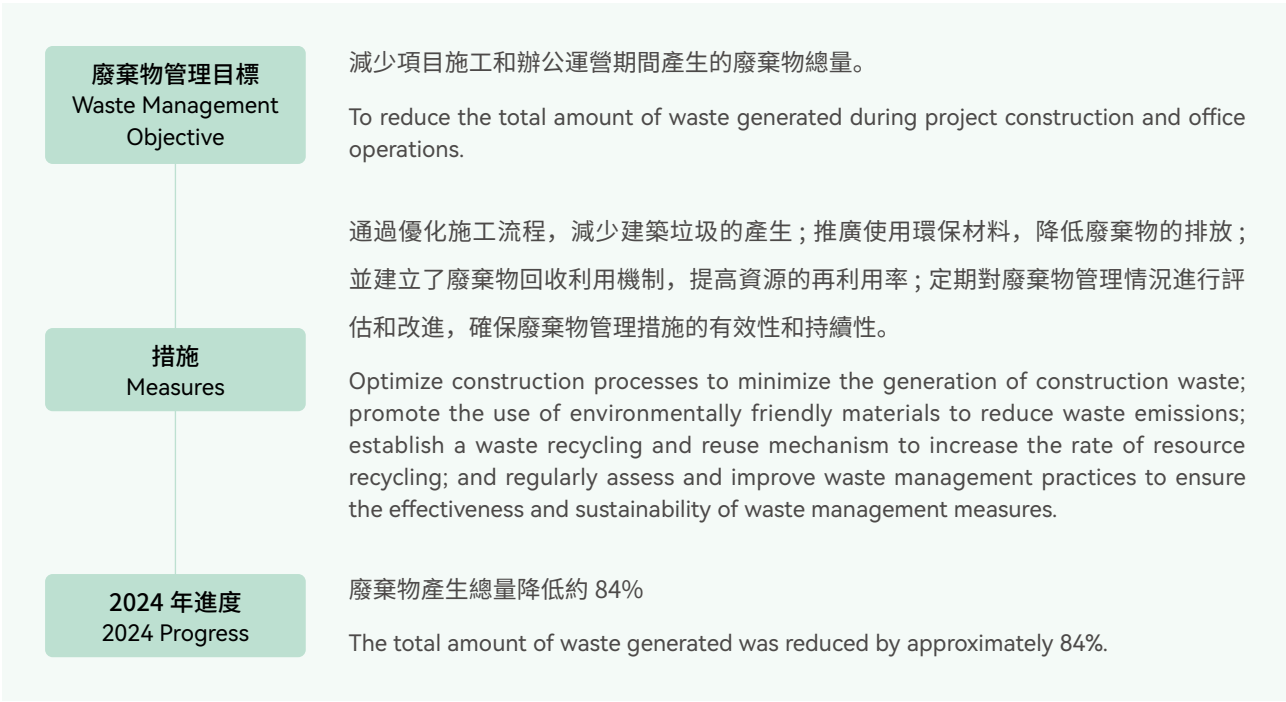 廢棄物管理目標
Waste Management
Objective
減少項目施工和辦公運營期間產生的廢棄物總量。
To reduce the total amount of waste generated during project construction and office
operations.
措施
Measures
通過優化施工流程，減少建築垃圾的產生；推廣使用環保材料，降低廢棄物的排放；
並建立了廢棄物回收利用機制，提高資源的再利用率；定期對廢棄物管理情況進行評
估和改進，確保廢棄物管理措施的有效性和持續性。
Optimize construction processes to minimize the generation of construction waste;
promote the use of environmentally friendly materials to reduce waste emissions;
establish a waste recycling and reuse mechanism to increase the rate of resource
recycling; and regularly assess and improve waste management practices to ensure
the effectiveness and sustainability of waste management measures.
2024 年進度
2024 Progress
廢棄物產生總量降低約 84%
The total amount of waste generated was reduced by approximately 84%.